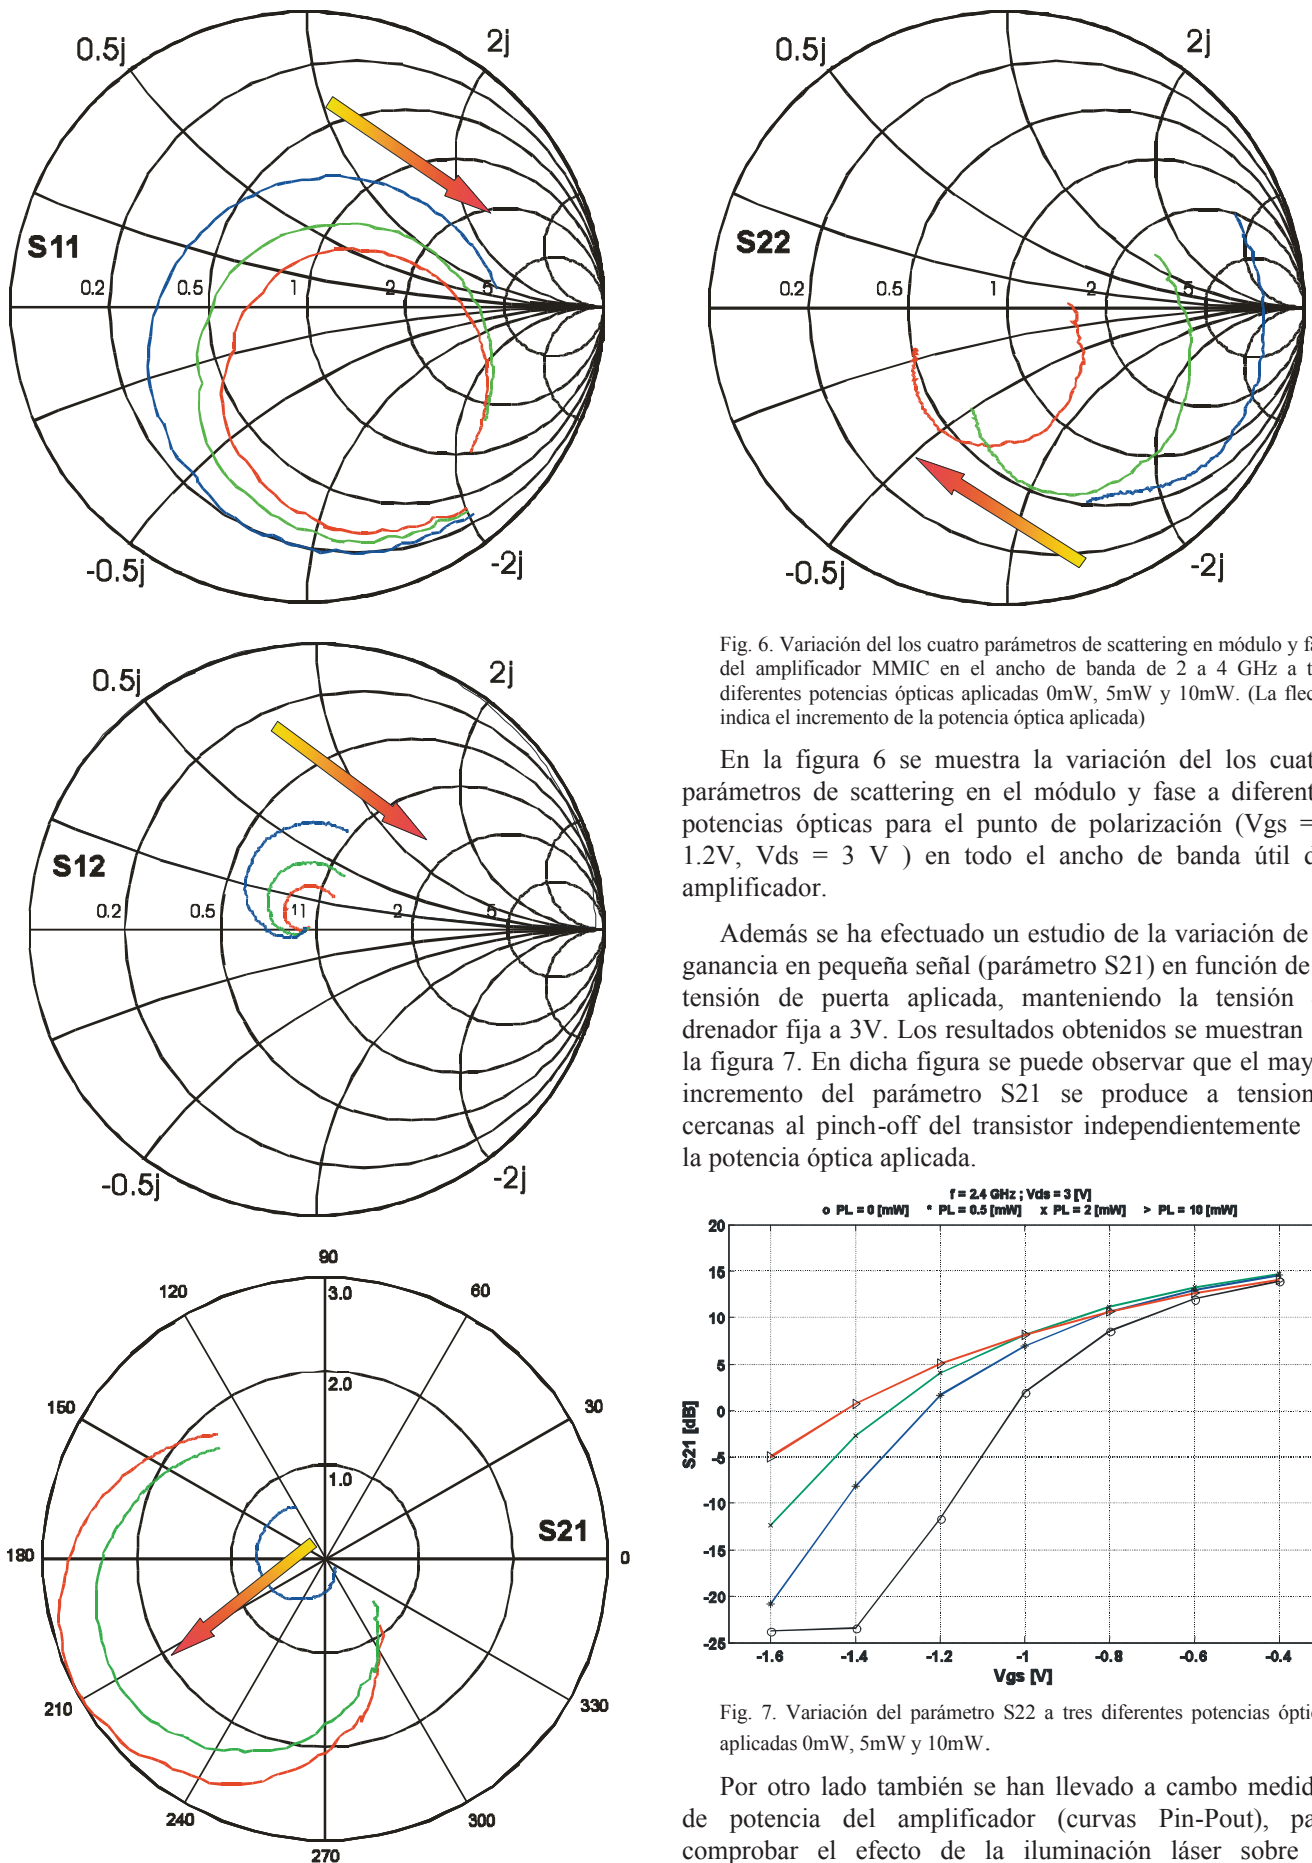 0.5j
2j
S11
0.2
0.5
1
2
5
-0.5j
-2j
0.5j
2j
S12
0.2
0.5
11
2
5
-0.5j
-2j
90
120
60
3.0
2.0
150
30
1.0
S21
180
0
210
330
240
300
270
0.5j
2j
S22
0.2
0.5
1
2
5
-0.5j
-2j
Fig. 6. Variación del los cuatro parámetros de scattering en módulo y
del amplificador MMIC en el ancho de banda de 2 a 4 GHz a
diferentes potencias ópticas aplicadas 0mW, 5mW y 10mW. (La
indica el incremento de la potencia óptica aplicada)
En la figura 6 se muestra la variación del los
parámetros de scattering en el módulo y fase a
potencias ópticas para el punto de polarización (Vgs =
1.2V, Vds = 3 V ) en todo el ancho de banda útil
amplificador.
Además se ha efectuado un estudio de la variación de
ganancia en pequeña señal (parámetro S21) en función de
tensión de puerta aplicada, manteniendo la tensión
drenador fija a 3V. Los resultados obtenidos se muestran
la figura 7. En dicha figura se puede observar que el
incremento del parámetro S21 se produce a
cercanas al pinch-off del transistor independientemente
la potencia óptica aplicada.
f = 2.4 GHz ; Vds = 3 [V]
o PL = 0 [mW] * PL = 0.5 [mW] x PL = 2 [mW] > PL = 10 [mW]
20
15
10
5
0
-5
-10
-15
-20
-25
S21 [dB]
-1.6 -1.4 -1.2 -1 -0.8 -0.6 -0.4
Vgs [V]
Fig. 7. Variación del parámetro S22 a tres diferentes potencias
aplicadas 0mW, 5mW y 10mW.
Por otro lado también se han llevado a cambo
de potencia del amplificador (curvas Pin-Pout),
comprobar el efecto de la iluminación láser sobre